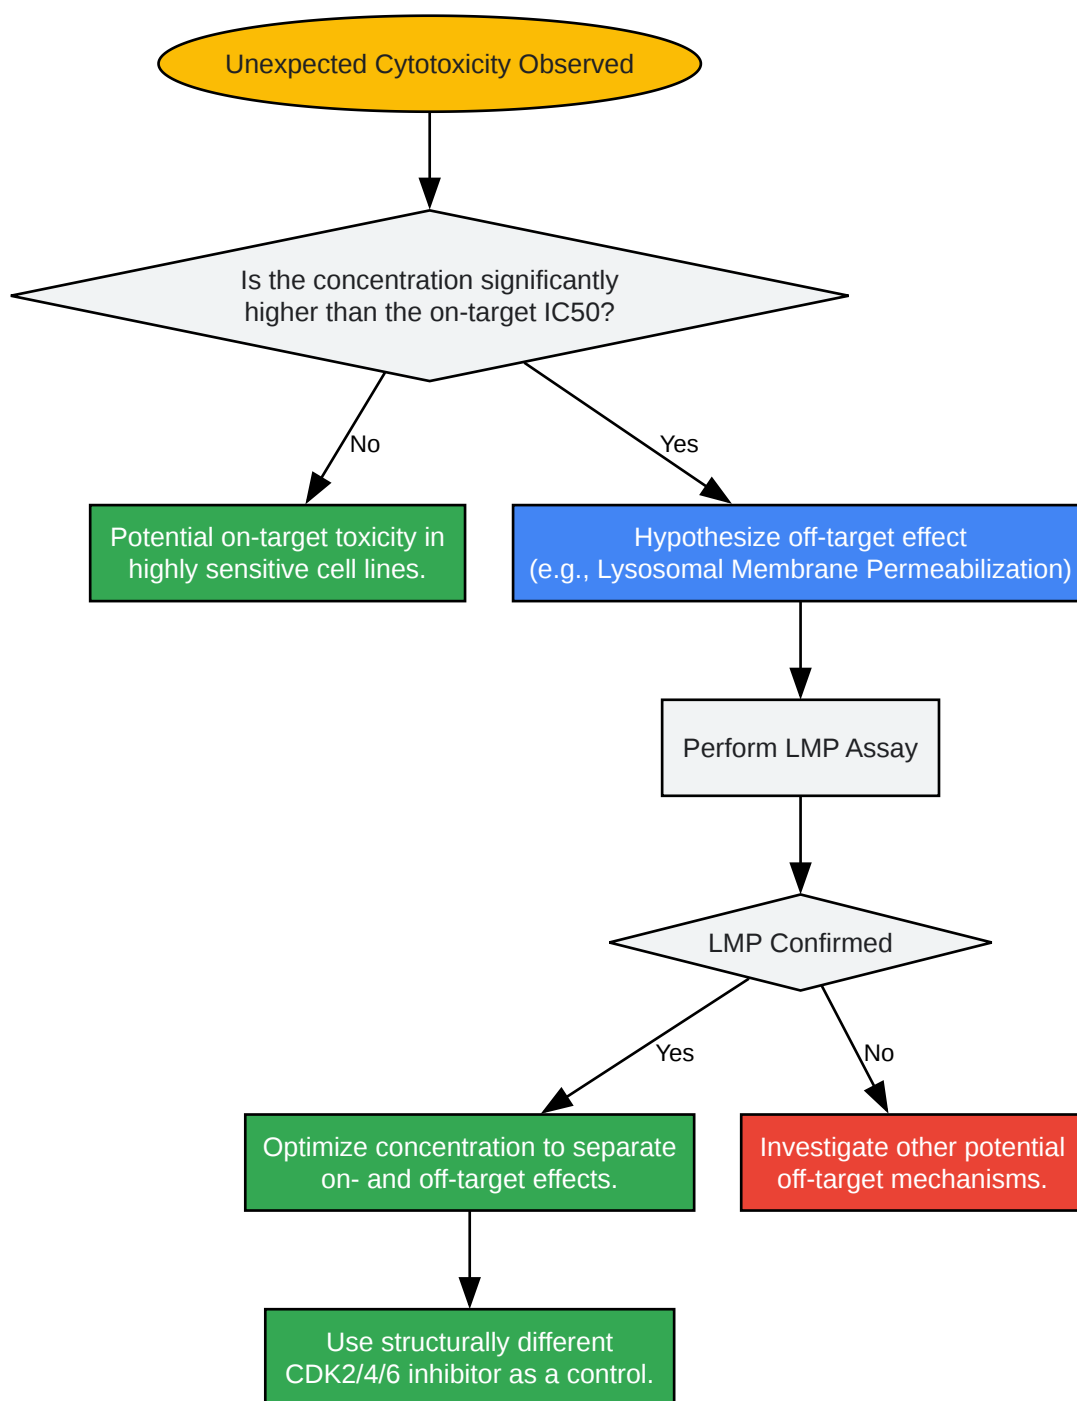 Unexpected Cytotoxicity Observed
Is the concentration significantly
higher than the on-target IC50?
No
Yes
Potential on-target toxicity in
highly sensitive cell lines.
Hypothesize off-target effect
(e.g., Lysosomal Membrane Permeabilization)
Perform LMP Assay
LMP Confirmed
Yes
No
Optimize concentration to separate
on- and off-target effects.
Investigate other potential
off-target mechanisms.
Use structurally different
CDK2/4/6 inhibitor as a control.